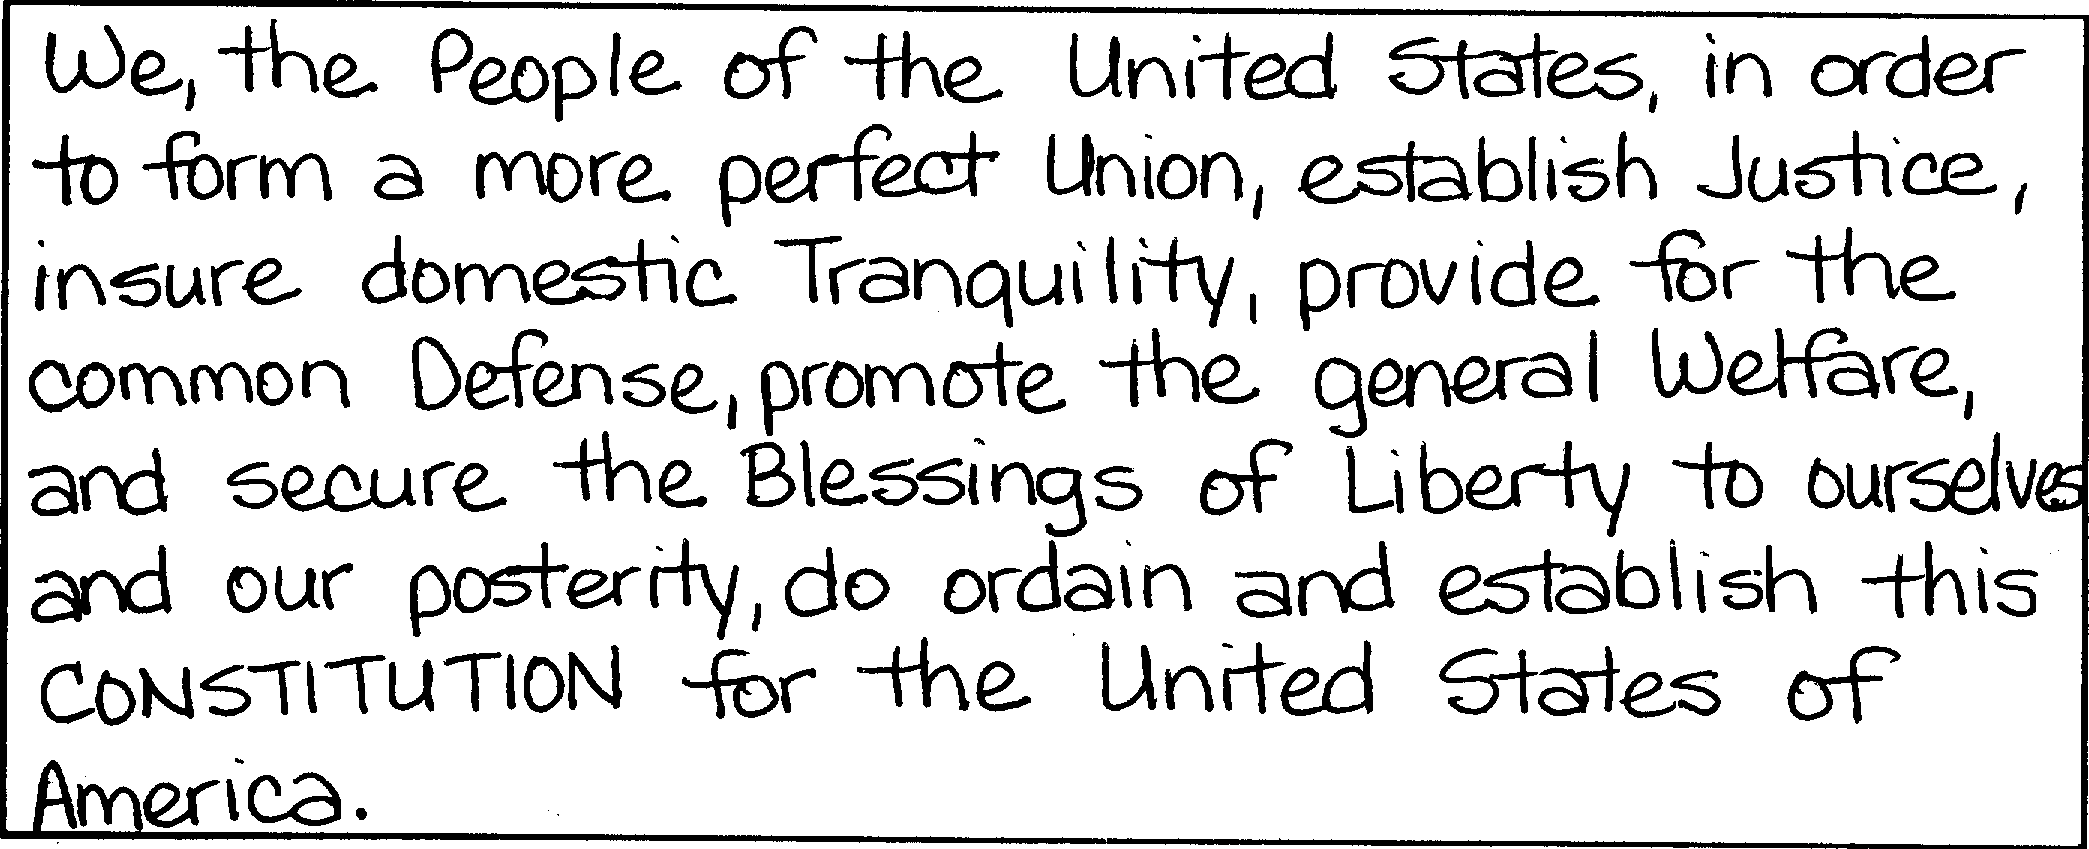 We, the People of the United States, in order
to form a more perfect Union, establish Justice,
insure domestic Tranquility, provide for the
common Defense, promote the general Welfare,
and secure the Blessings of Liberty to ourselves
and our posterity, do ordain and establish this
CONSTITUTION for the United States of
America.